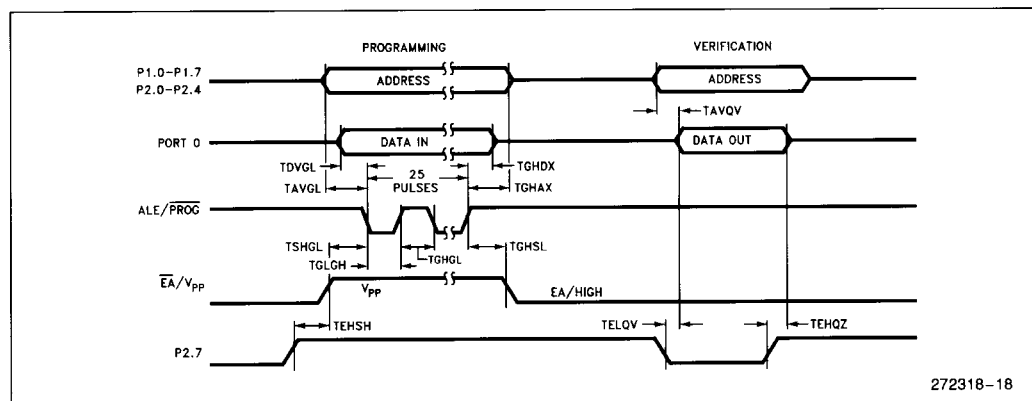 PROGRAMMING
VERIFICATION
P1.0–P1.7
P2.0–P2.4
ADDRESS
ADDRESS
TAVQV
PORT 0
DATA IN
DATA OUT
TDVGL
TGHDX
25
PULSES
TAVGL
TGHAX
ALE/PROG
TSHGL
TGHSL
TGLGH
TGHGL
EA/VPP
VPP
EA/HIGH
TEHSH
TELQV
TEHQZ
P2.7
272318–18